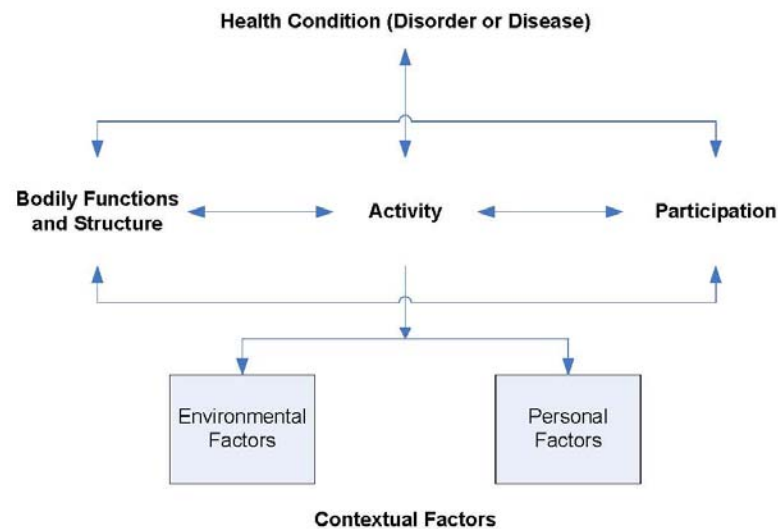 Health Condition (Disorder or Disease)
Bodily Functions
and Structure
Activity
Participation
Environmental
Factors
Personal
Factors
Contextual Factors